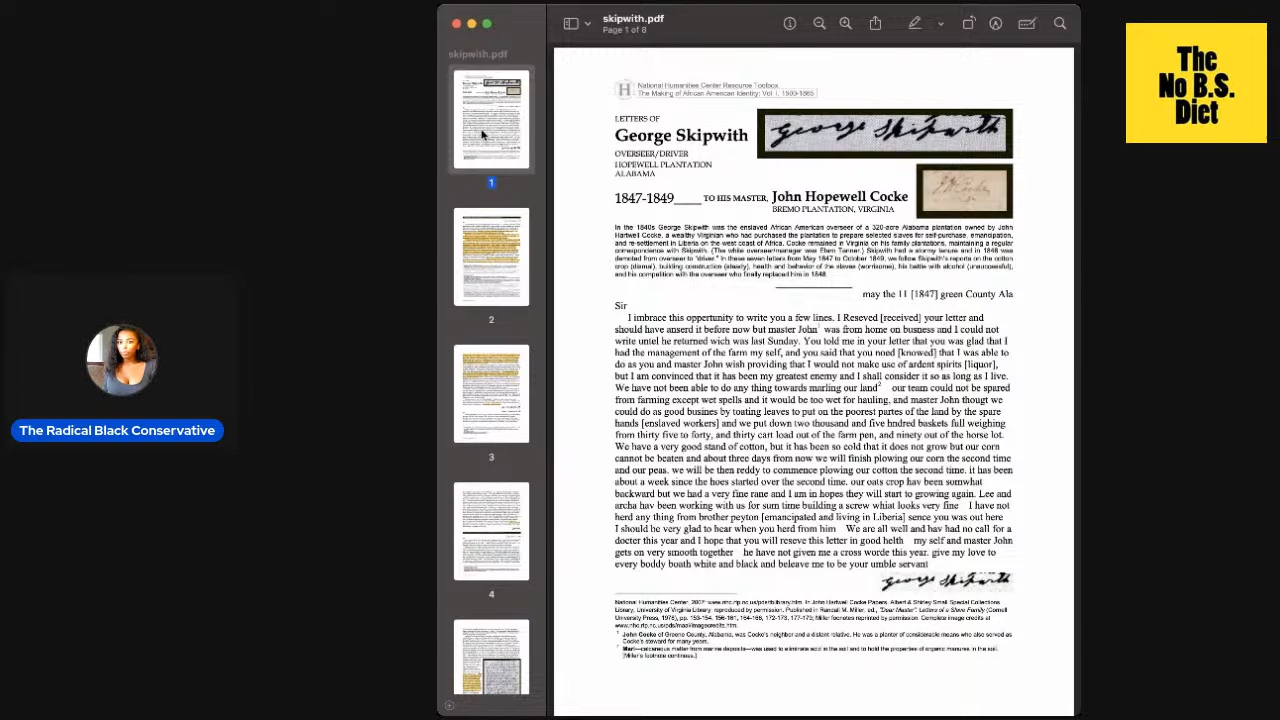 skipwith.pdf
Page 1 of 8
skipwith.pdf
1
2
3
4
The
No B.S.
Dict
Theoretical Black Conservative
National Humanities Center Resource Toolbox
The Making of African American Identity: Vol. I, 1500-1865
LETTERS OF
George Skipwith
george Skipwith
OVERSEER/DRIVER
HOPEWELL PLANTATION
ALABAMA
1847-1849____ TO HIS MASTER, John Hopewell Cocke
BREMO PLANTATION, VIRGINIA
In the 1840s George Skipwith was the enslaved African American overseer of a 320-acre Alabama plantation owned by John
Hartwell Cocke, a wealthy Virginian who had purchased the plantation to prepare selected slaves for self-purchase, emancipation,
and re-settlement in Liberia on the west coast of Africa. Cocke remained in Virginia on his family plantations, maintaining a regular
correspondence with Skipwith. (The white overseer/manager was Elam Tanner.) Skipwith had a stormy tenure and in 1848 was
demoted from overseer to "driver." In these seven letters from May 1847 to October 1849, we follow Skipwith's reports on the cotton
crop (dismal), building construction (steady), health and behavior of the slaves (worrisome), his battle with alcohol (unsuccessful),
and his competition with the overseer who finally replaced him in 1848.
may the 11 [1847] green County Ala
Sir
I imbrace this opportunity to write you a few lines. I Reseved [received] your letter and
should have anserd it before now but master John1 was from home on busness and I could not
write untel he returned wich was last Sunday. You told me in your letter that you was glad that I
had the management of the farm my self, and you said that you need [knowed] that I was able to
do as you and master John wish providing that I would not make use of ardent spirits [liquor],
but I am convinced that it has been my greatest enemy and I shall consider it so as long as I live.
We have not been able to do any thing towards marling our land2 our team could not be spared
from farming except wet spells and it would be too wet for hauling, and master John thougt we
could do as good busines by toating leaves to put on the poorest partes of the land by the spare
hands [enslaved workers] and we put down two thousand and five hndred baskets full weighing
from thirty five to forty, and thirty cart load out of the farm pen, and ninety out of the horse lot.
We have a very good stand of cotton, but it has been so cold that it does not grow but our corn
cannot be beaten and about three days from now we will finish plowing our corn the second time
and our peas. we will be then reddy to commence plowing our cotton the second time. it has been
about a week since the hoes started over the second time. our oats crop hav been somwhat
backward but we had a very fine rane and I am in hopes they will start to growing again. Lee and
archa hav been working with us for som time building a screw whiat looks very fine I have not
herd any thing from brother peyton [emancipated and living in Liberia] sence you was out here
I should be very glad to hear when you herd from him We are all well and hav had no call for a
docter this year and I hope that you will reseve this letter in good helth my self and master John
gets on very smooth together he have not given me a cross worde this year. give my love to
every boddy boath white and black and beleave me to be your umble servant
george Skipwith